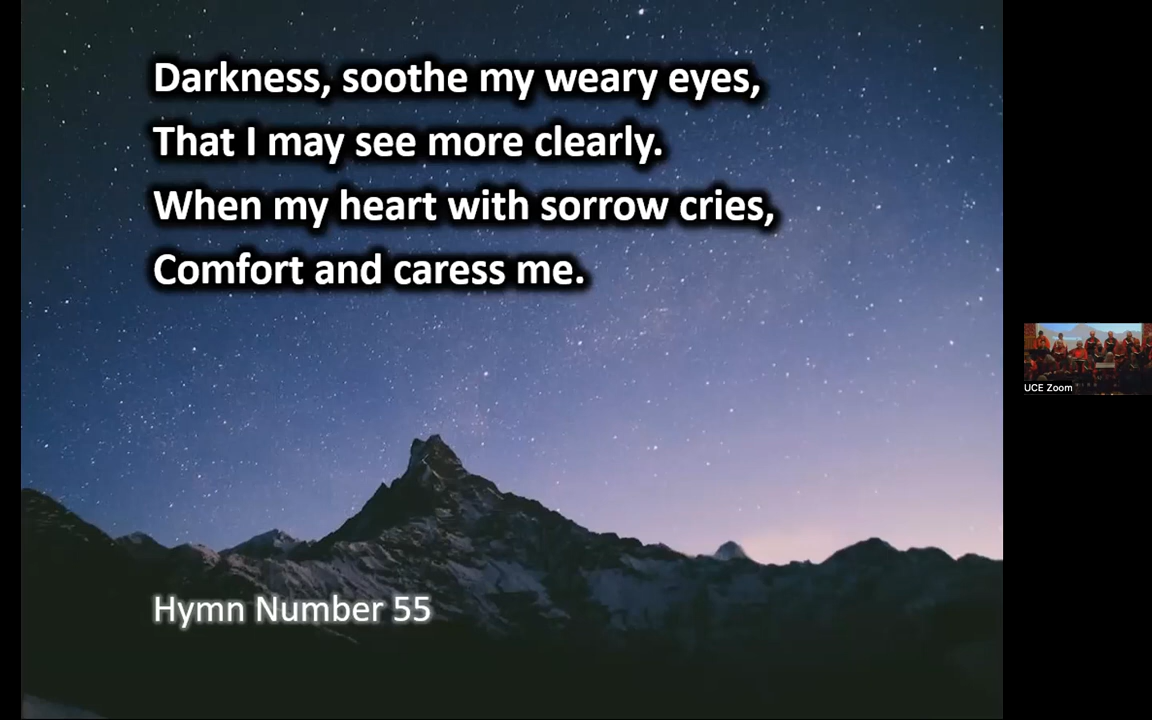 Darkness, soothe my weary eyes,
That I may see more clearly.
When my heart with sorrow cries,
Comfort and caress me.
Hymn Number 55
UCE Zoom